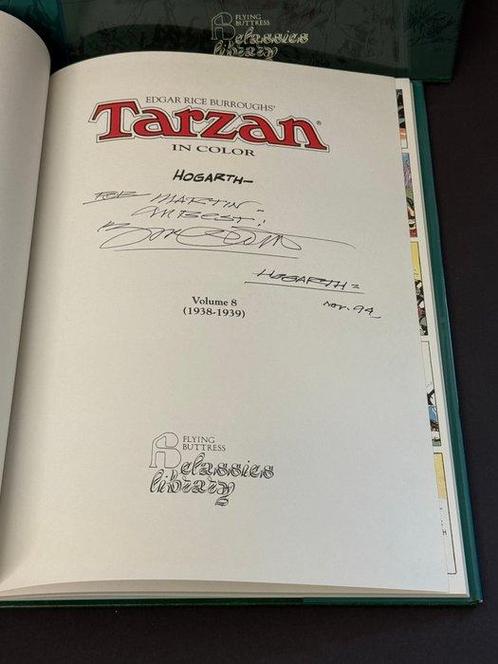 FLYING
BUTTRESS
classics
library
EDGAR RICE BURROUGHS'
Tarzan®
IN COLOR
HOGARTH—
FOR MARTIN—
BEST!
HOGARTH—
Nov. 94
Volume 8
(1938-1939)
FLYING
BUTTRESS
classics
library